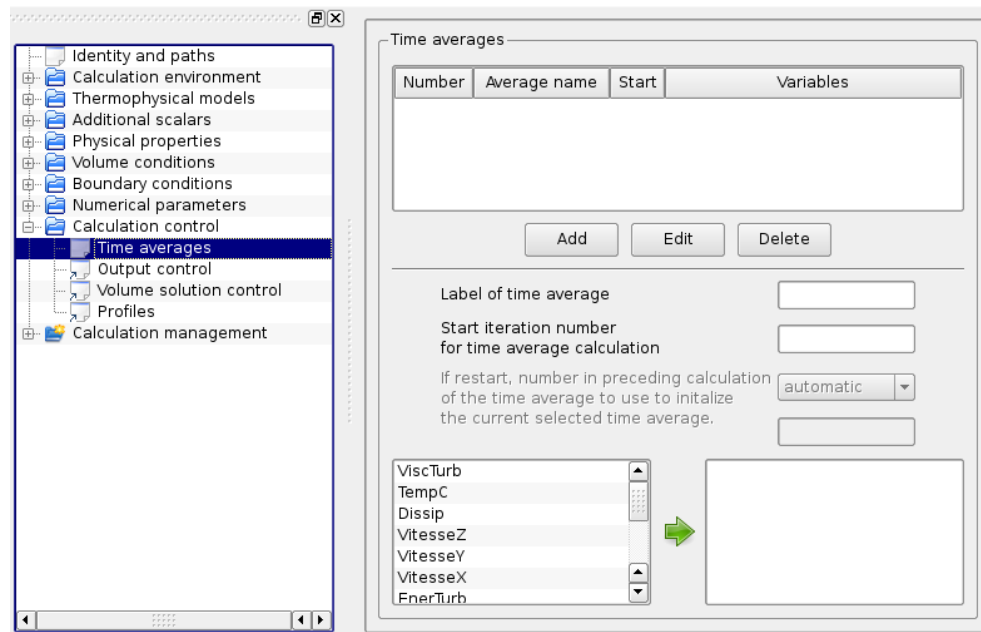 Identity and paths
Calculation environment
Thermophysical models
Additional scalars
Physical properties
Volume conditions
Boundary conditions
Numerical parameters
Calculation control
Time averages
Output control
Volume solution control
Profiles
Calculation management
Time averages
Number Average name Start Variables
Add Edit Delete
Label of time average
Start iteration number
for time average calculation
If restart, number in preceding calculation
of the time average to use to initalize
the current selected time average.
automatic
ViscTurb
TempC
Dissip
VitesseZ
VitesseY
VitesseX
EnerTurb